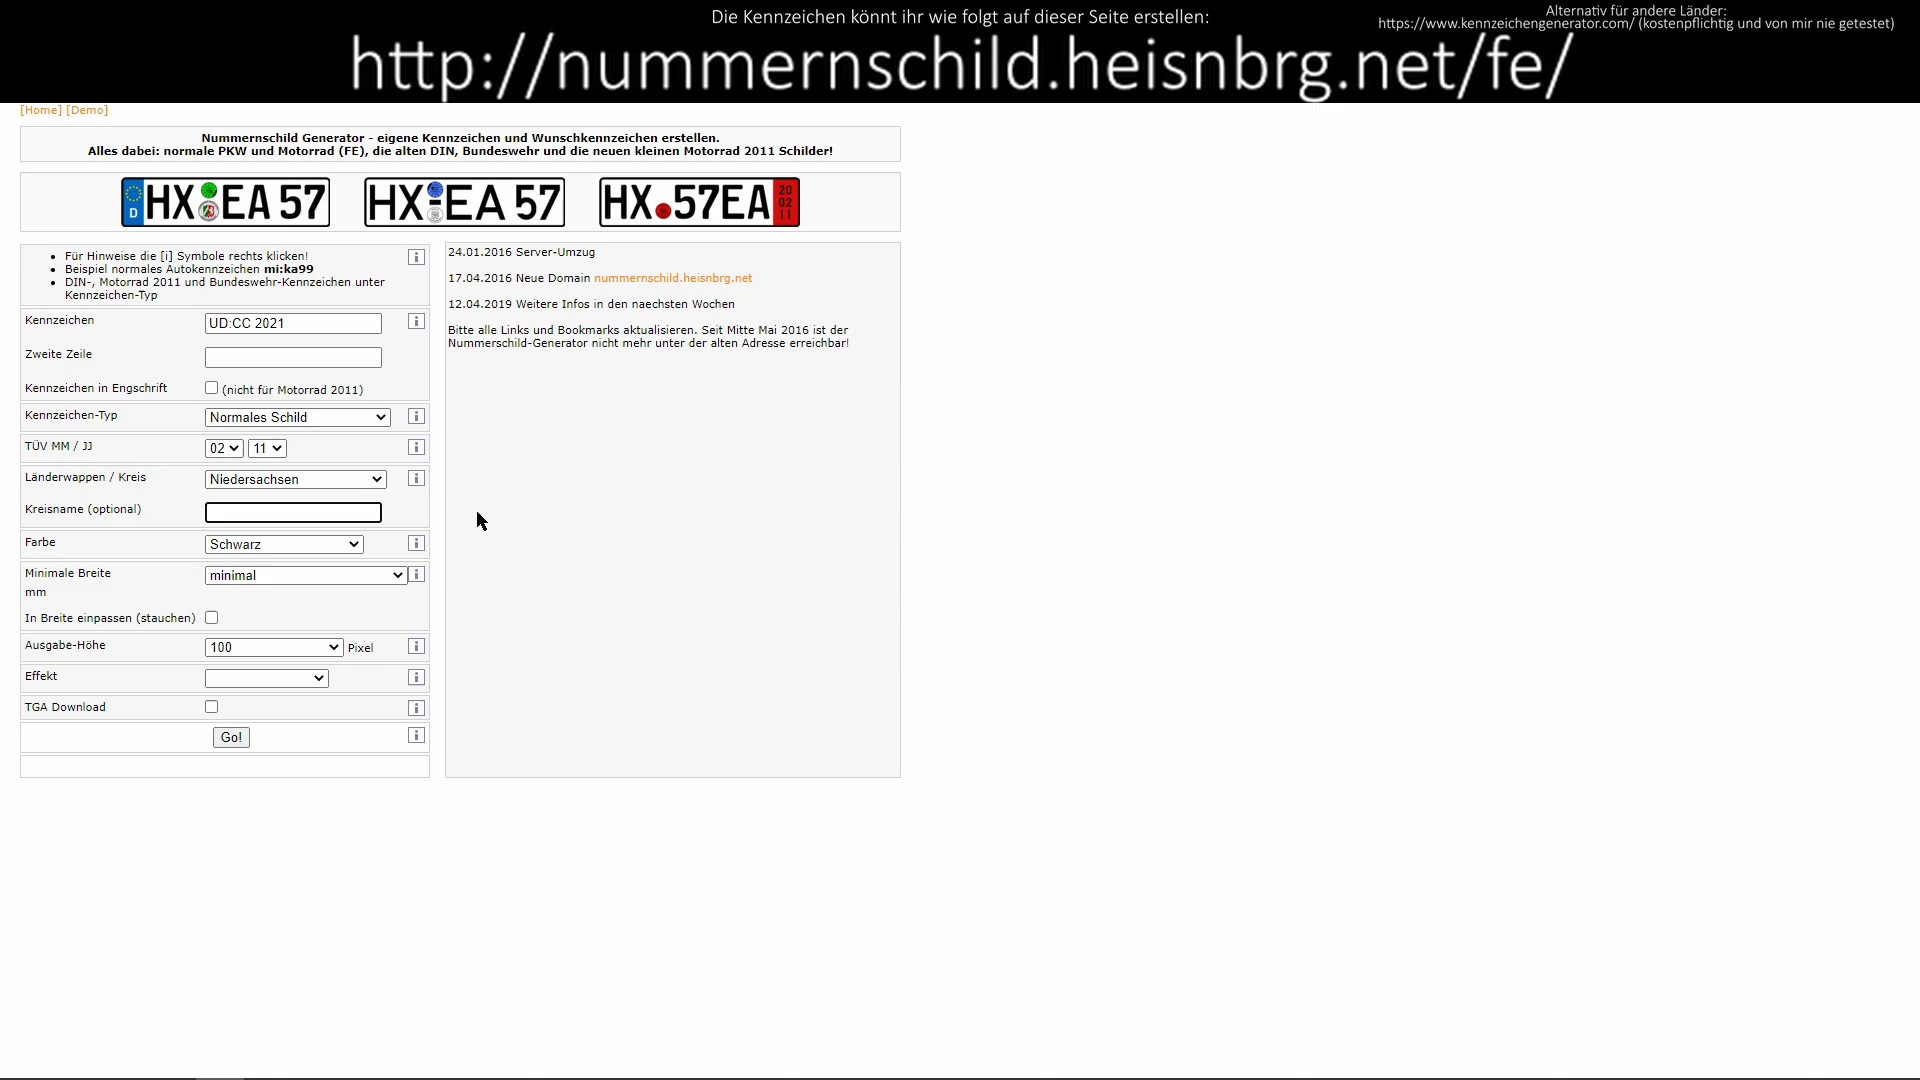 Die Kennzeichen könnt ihr wie folgt auf dieser Seite erstellen:
Alternativ für andere Länder:
https://www.kennzeichengenerator.com/ (kostenpflichtig und von mir nie getestet)
http://nummernschild.heisnbrg.net/fe/
[Home] [Demo]
Nummernschild Generator - eigene Kennzeichen und Wunschkennzeichen erstellen.
Alles dabei: normale PKW und Motorrad (FE), die alten DIN, Bundeswehr und die neuen kleinen Motorrad 2011 Schilder!
D HX EA 57
HX EA 57
HX 57EA 20 02 11
Für Hinweise die [i] Symbole rechts klicken!
Beispiel normales Autokennzeichen mi:ka99
DIN-, Motorrad 2011 und Bundeswehr-Kennzeichen unter
Kennzeichen-Typ
i
Kennzeichen UD:CC 2021 i
Zweite Zeile
Kennzeichen in Engschrift (nicht für Motorrad 2011)
Kennzeichen-Typ Normales Schild i
TÜV MM / JJ 02 11 i
Länderwappen / Kreis Niedersachsen i
Kreisname (optional)
Farbe Schwarz i
Minimale Breite minimal i
mm
In Breite einpassen (stauchen)
Ausgabe-Höhe 100 Pixel i
Effekt i
TGA Download i
Go! i
24.01.2016 Server-Umzug
17.04.2016 Neue Domain nummernschild.heisnbrg.net
12.04.2019 Weitere Infos in den naechsten Wochen
Bitte alle Links und Bookmarks aktualisieren. Seit Mitte Mai 2016 ist der
Nummerschild-Generator nicht mehr unter der alten Adresse erreichbar!